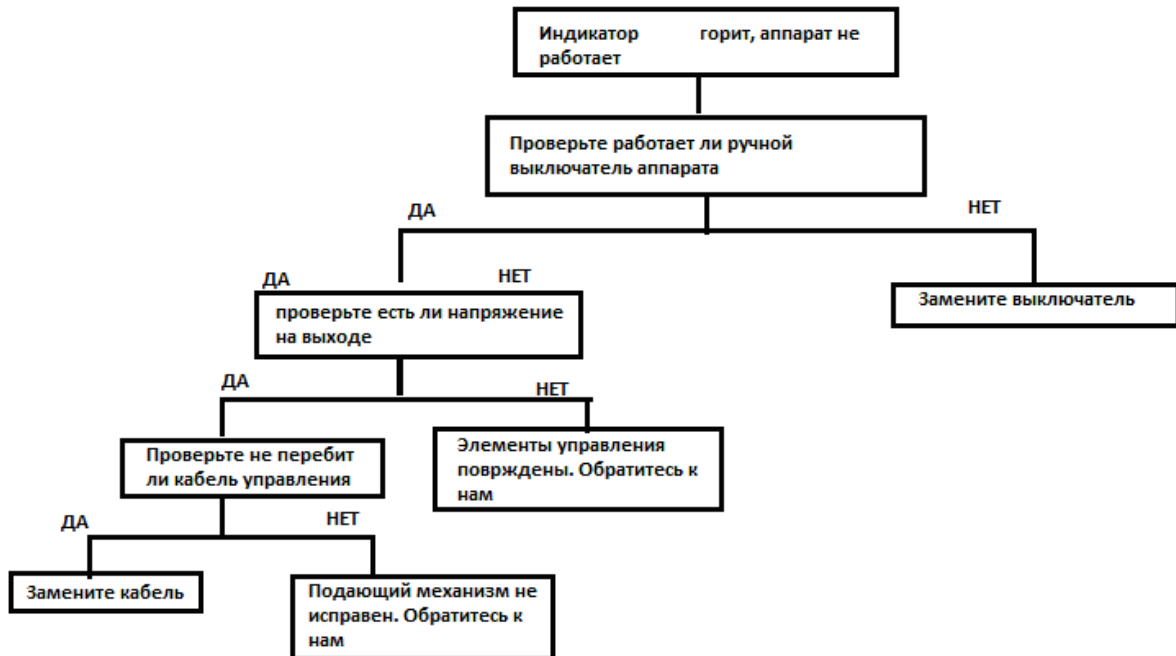 Индикатор горит, аппарат не
работает
Проверьте работает ли ручной
выключатель аппарата
ДА
НЕТ
ДА
НЕТ
проверьте есть ли напряжение
на выходе
Замените выключатель
ДА
НЕТ
Проверьте не перебит
ли кабель управления
Элементы управления
поврждены. Обратитесь к
нам
ДА
НЕТ
Замените кабель
Подающий механизм не
исправен. Обратитесь к
нам